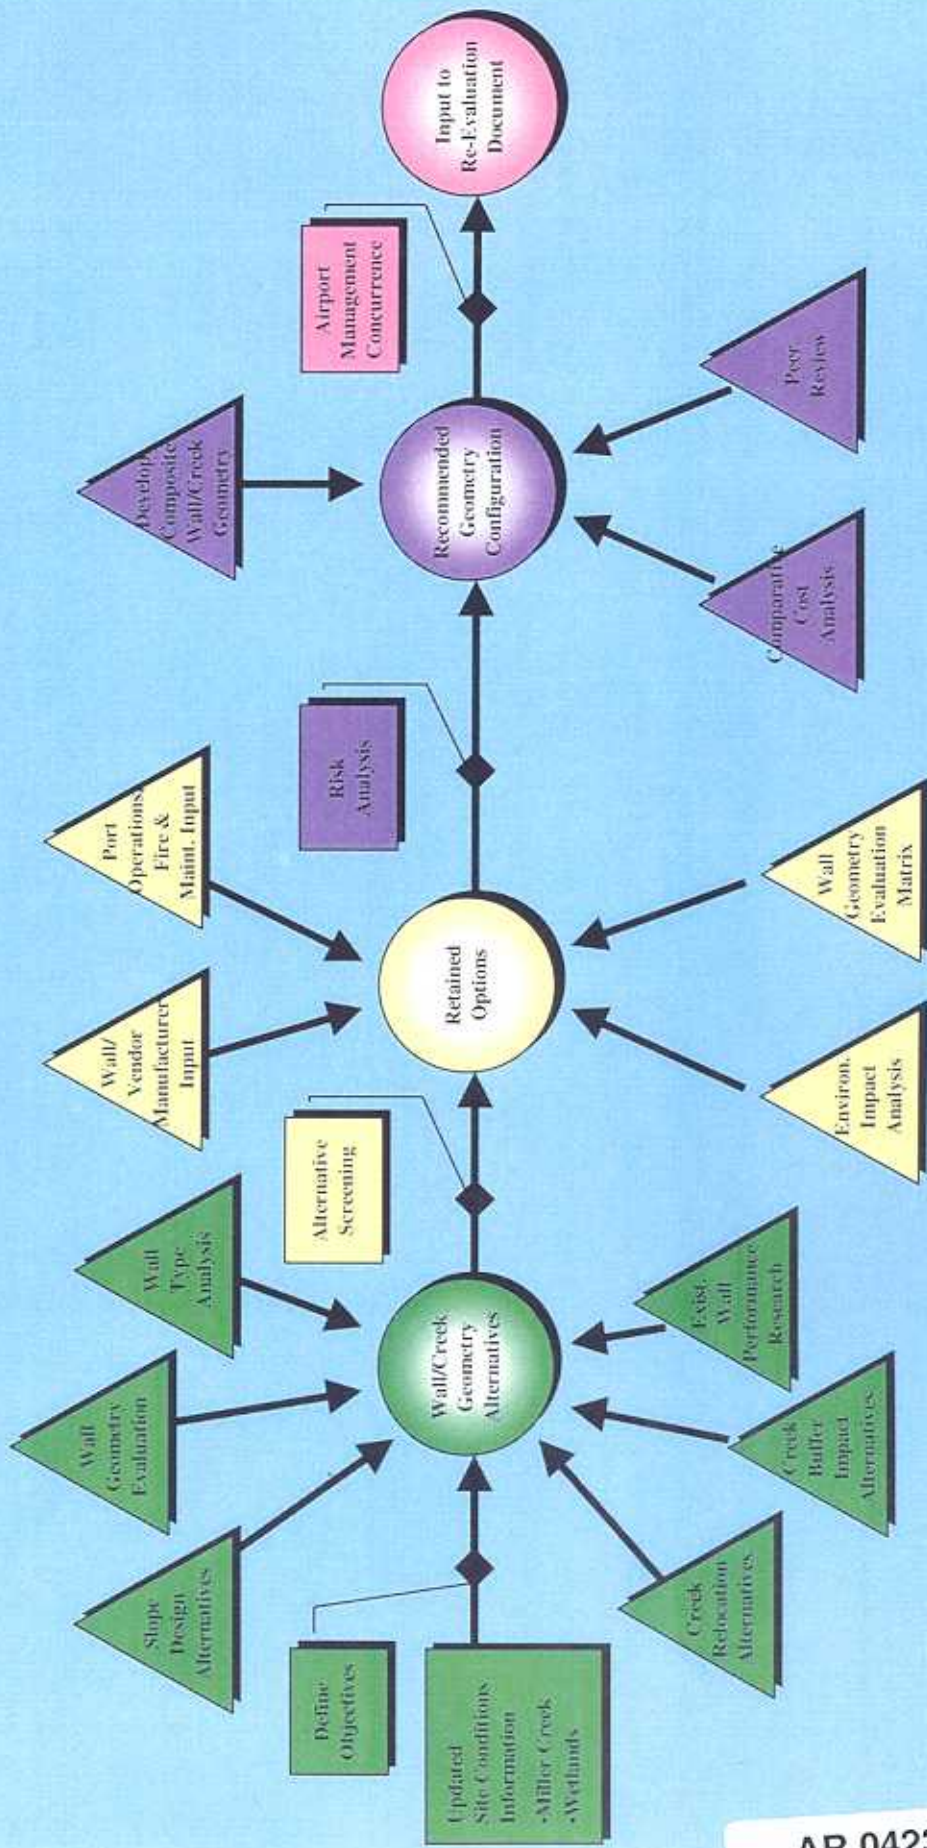 Slope
Design
Alternatives
Wall
Geometry
Evaluation
Wall
Type
Analysis
Wall/
Vendor
Manufacturer
Input
Port
Operations,
Fire &
Maint. Input
Develop
Composite
Wall/Creek
Geometry
Define
Objectives
Alternative
Screening
Risk
Analysis
Airport
Management
Concurrence
Updated
Site Conditions
Information
•Miller Creek
•Wetlands
Wall/Creek
Geometry
Alternatives
Retained
Options
Recommended
Geometry
Configuration
Input to
Re-Evaluation
Document
Creek
Relocation
Alternatives
Creek
Buffer
Impact
Alternatives
Exist.
Wall
Performance
Research
Environ.
Impact
Analysis
Wall
Geometry
Evaluation
Matrix
Comparative
Cost
Analysis
Peer
Review